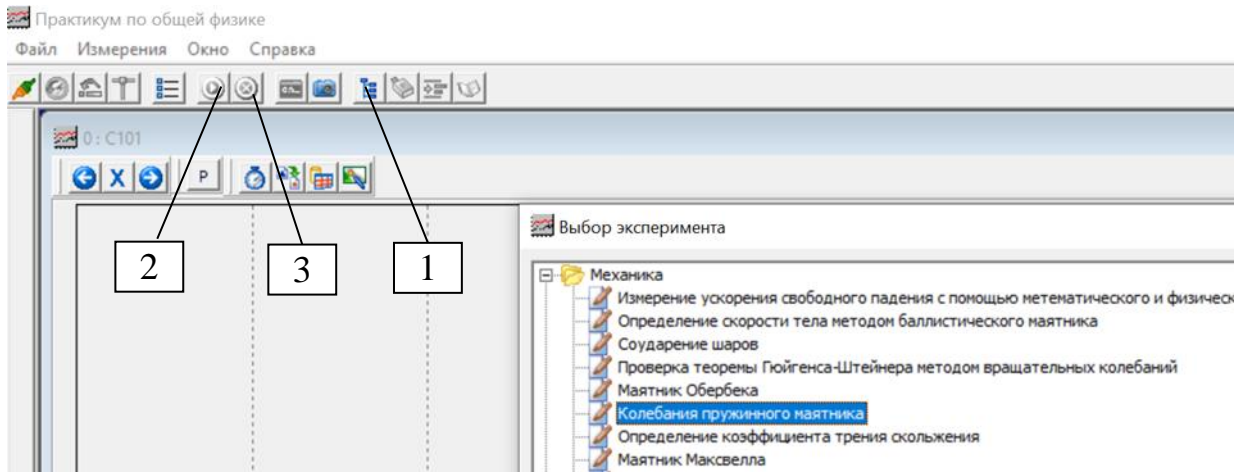 Практикум по общей физике
Файл Измерения Окно Справка
0 : C101
X P
2 3 1
Выбор эксперимента
Механика
Измерение ускорения свободного падения с помощью метематического и физическ
Определение скорости тела методом баллистического маятника
Соударение шаров
Проверка теоремы Гюйгенса-Штейнера методом вращательных колебаний
Маятник Обербека
Колебания пружинного маятника
Определение коэффициента трения скольжения
Маятник Максвелла